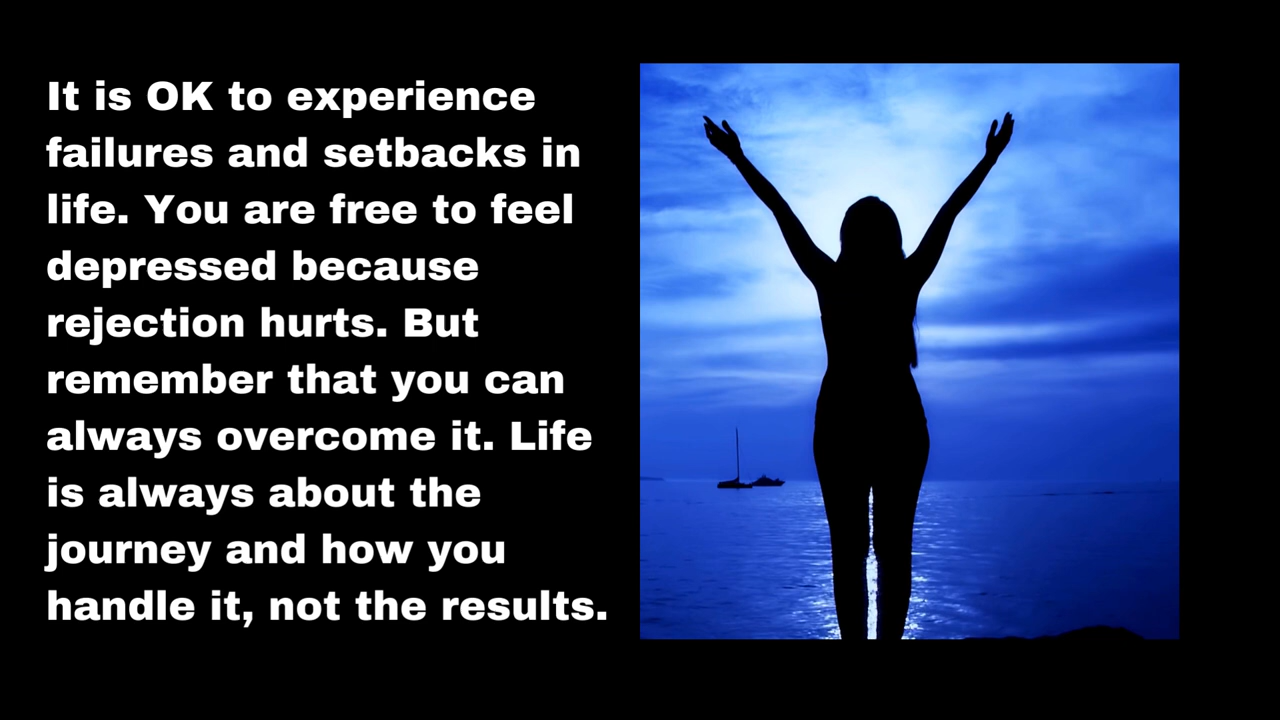 It is OK to experience
failures and setbacks in
life. You are free to feel
depressed because
rejection hurts. But
remember that you can
always overcome it. Life
is always about the
journey and how you
handle it, not the results.